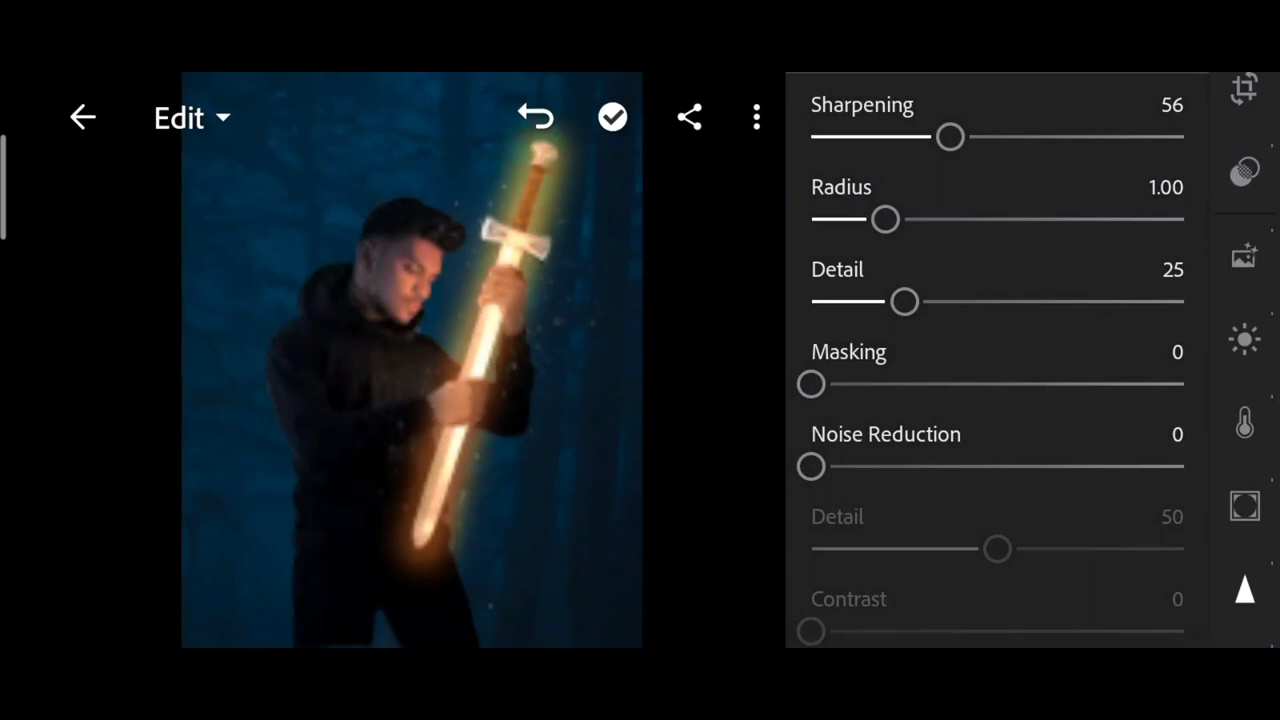 Edit
Sharpening 56
Radius 1.00
Detail 25
Masking 0
Noise Reduction 0
Detail 50
Contrast 0